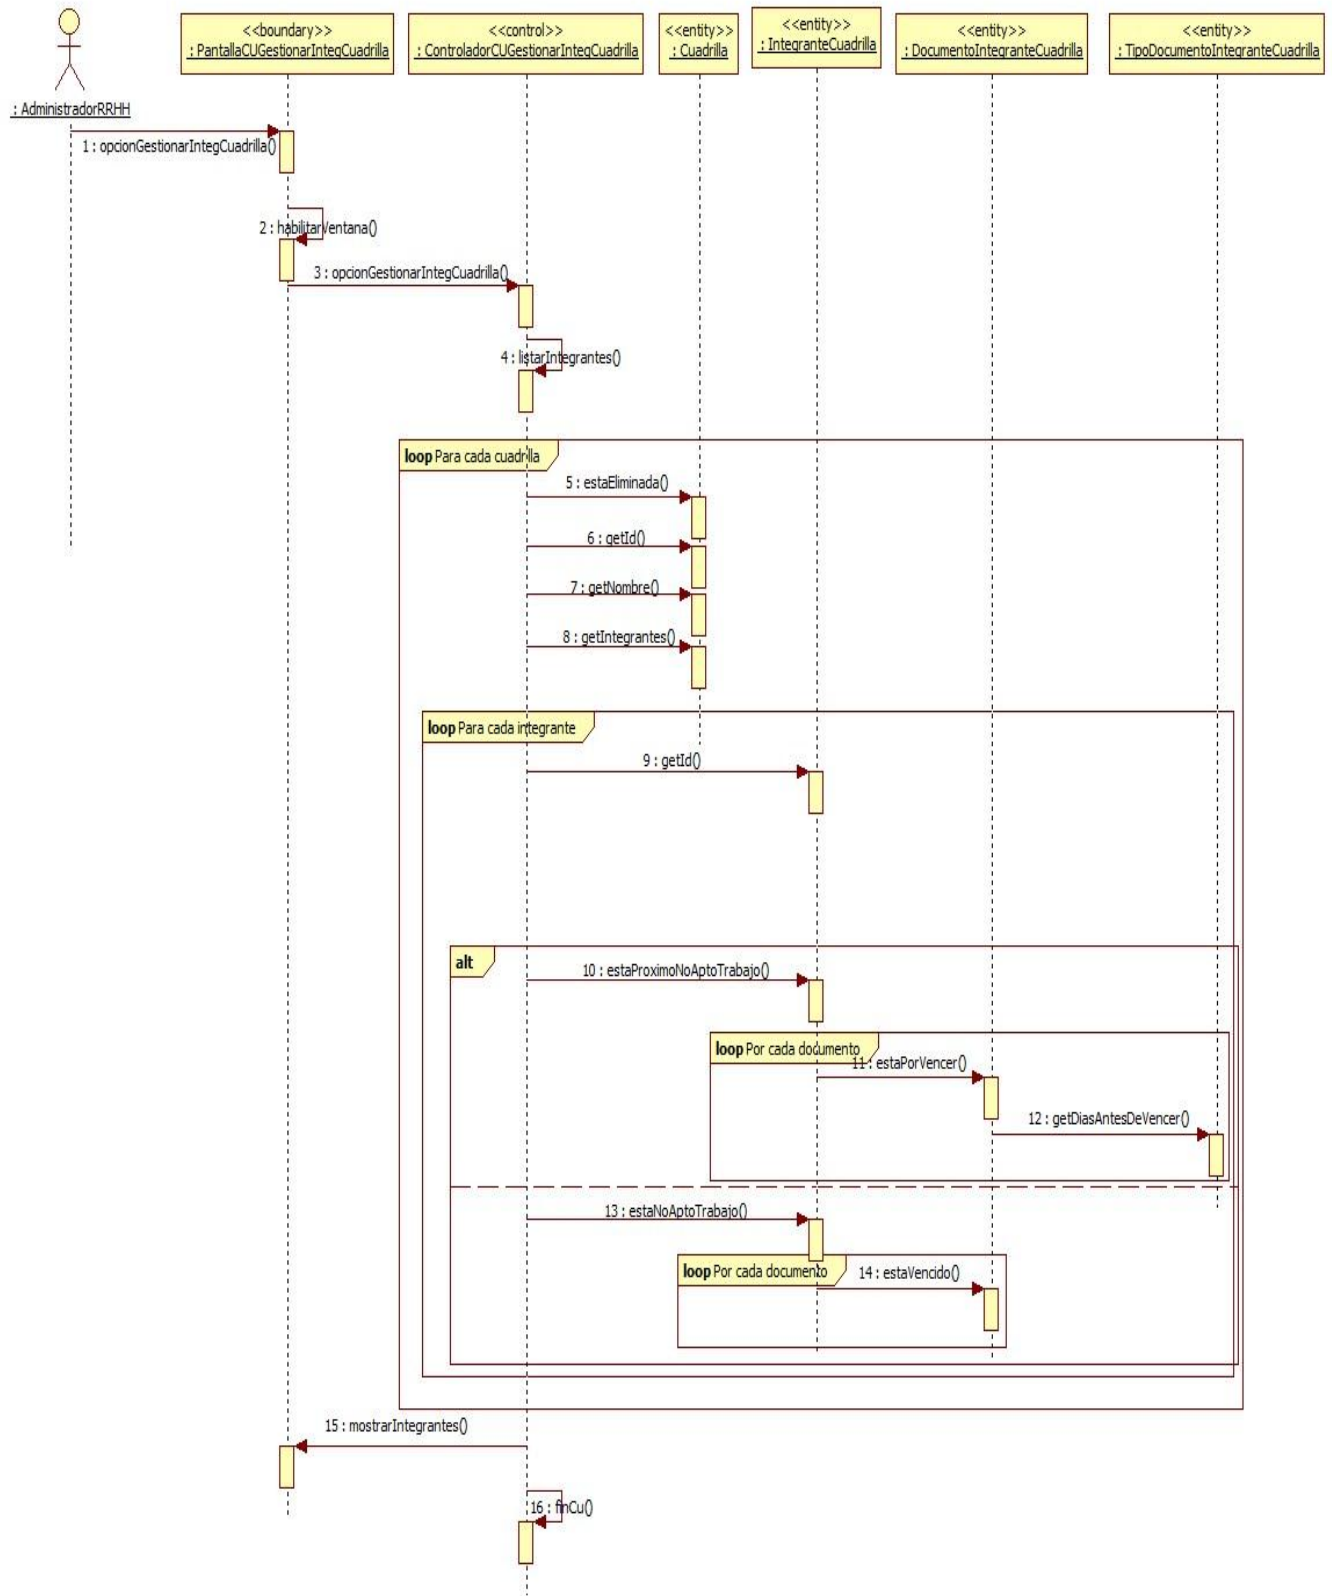 <<boundary>>
: PantallaCUGestionarIntegCuadrilla
<<control>>
: ControladorCUGestionarIntegCuadrilla
<<entity>>
: Cuadrilla
<<entity>>
: IntegranteCuadrilla
<<entity>>
: DocumentoIntegranteCuadrilla
<<entity>>
: TipoDocumentoIntegranteCuadrilla
: AdministradorRRHH
1 : opcionGestionarIntegCuadrilla()
2 : habilitarVentana()
3 : opcionGestionarIntegCuadrilla()
4 : listarIntegrantes()
loop Para cada cuadrilla
5 : estaEliminada()
6 : getId()
7 : getNombre()
8 : getIntegrantes()
loop Para cada integrante
9 : getId()
alt
10 : estaProximoNoAptoTrabajo()
loop Por cada documento
11 : estaPorVencer()
12 : getDiasAntesDeVencer()
13 : estaNoAptoTrabajo()
loop Por cada documento
14 : estaVencido()
15 : mostrarIntegrantes()
16 : finCu()